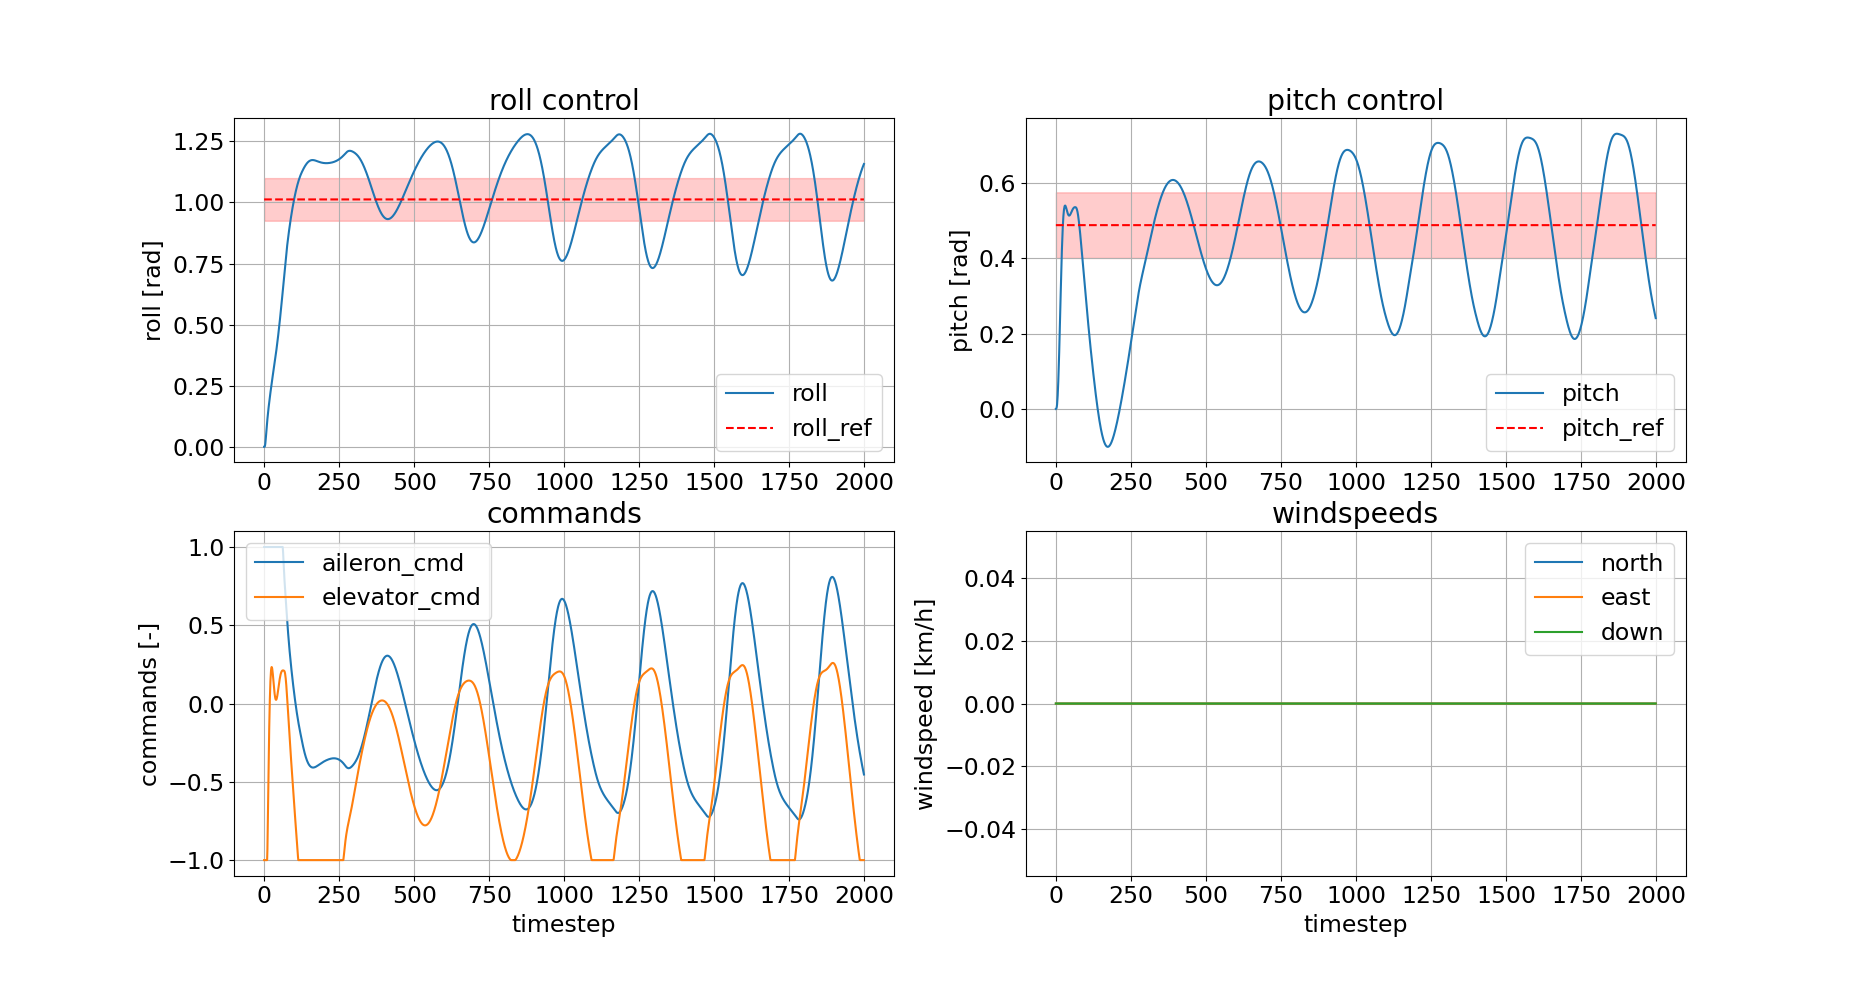 roll control
roll [rad]
1.25
1.00
0.75
0.50
0.25
0.00
0 250 500 750 1000 1250 1500 1750 2000
roll
roll_ref
pitch control
pitch [rad]
0.6
0.4
0.2
0.0
0 250 500 750 1000 1250 1500 1750 2000
pitch
pitch_ref
commands
commands [-]
1.0
0.5
0.0
−0.5
−1.0
0 250 500 750 1000 1250 1500 1750 2000
timestep
aileron_cmd
elevator_cmd
windspeeds
windspeed [km/h]
0.04
0.02
0.00
−0.02
−0.04
0 250 500 750 1000 1250 1500 1750 2000
timestep
north
east
down